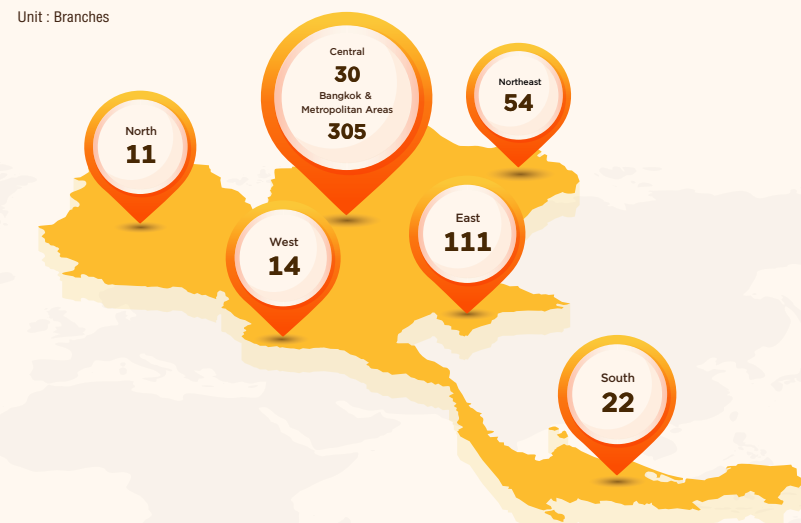 Unit : Branches
Central
30
Bangkok &
Metropolitan Areas
305
Northeast
54
North
11
East
111
West
14
South
22